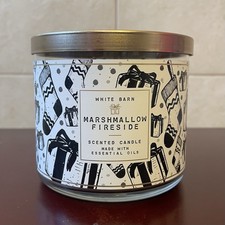 WHITE BARN
MARSHMALLOW
FIRESIDE
SCENTED CANDLE
MADE WITH
ESSENTIAL OILS